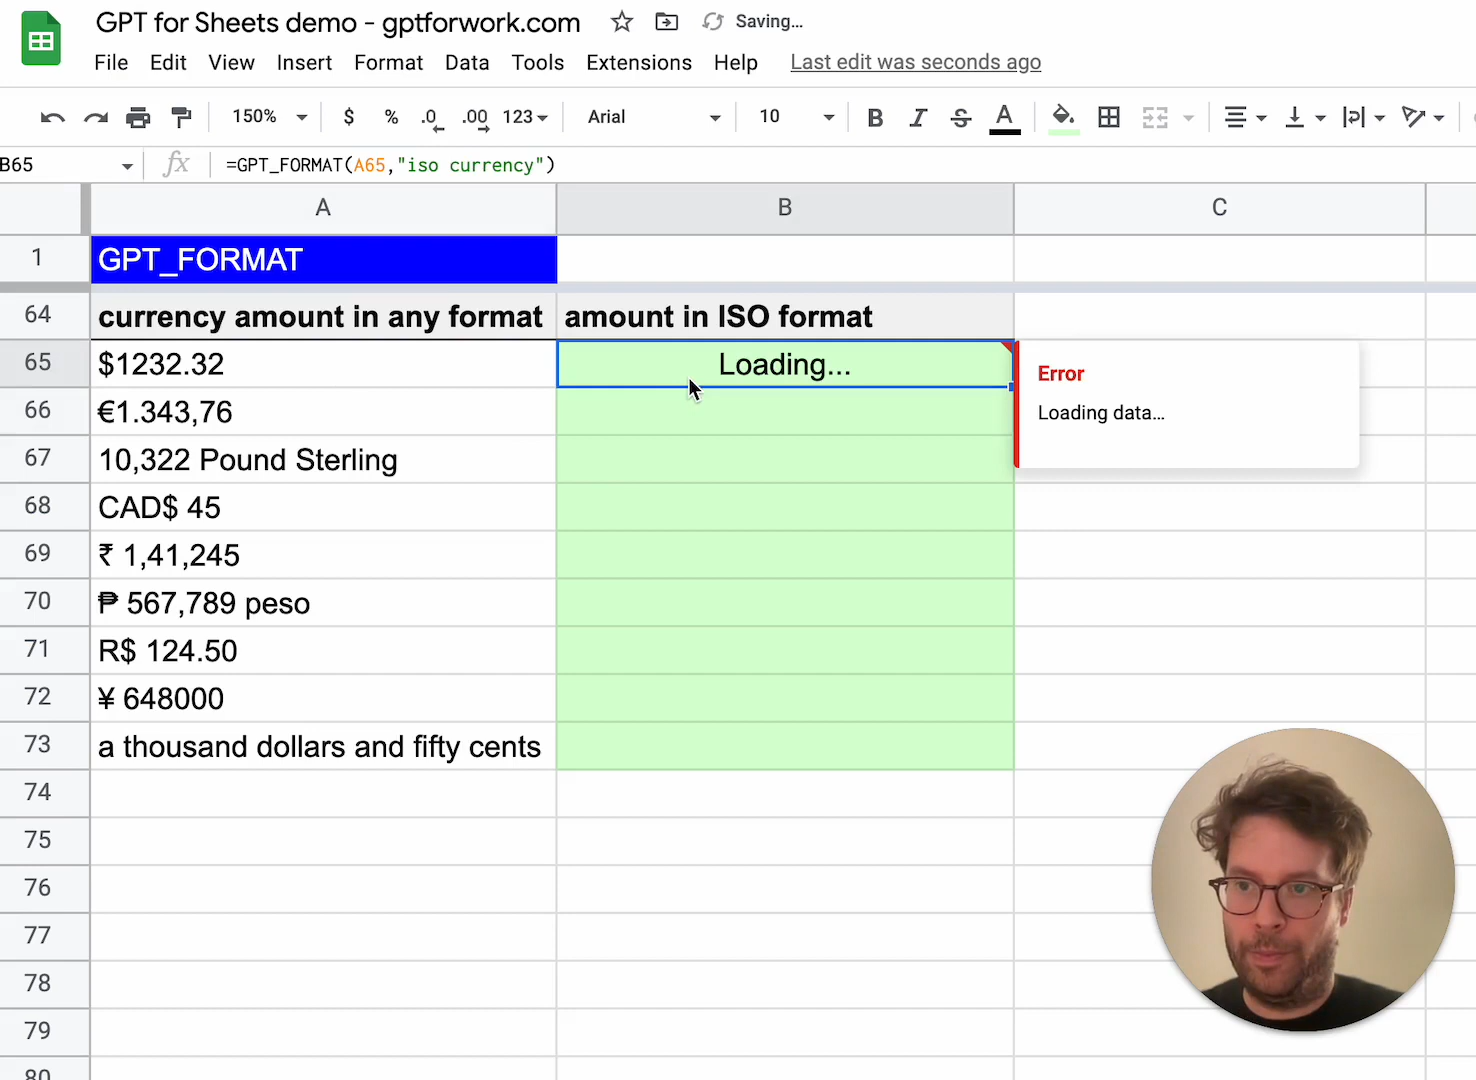 GPT for Sheets demo - gptforwork.com Saving...
File Edit View Insert Format Data Tools Extensions Help Last edit was seconds ago
150% $ % .0 .00 123 Arial 10 B I S A
B65 fx =GPT_FORMAT(A65,"iso currency")
A B C
1 GPT_FORMAT
64 currency amount in any format amount in ISO format
65 $1232.32 Loading... Error
66 €1.343,76 Loading data...
67 10,322 Pound Sterling
68 CAD$ 45
69 ₹ 1,41,245
70 ₱ 567,789 peso
71 R$ 124.50
72 ¥ 648000
73 a thousand dollars and fifty cents
74
75
76
77
78
79
80